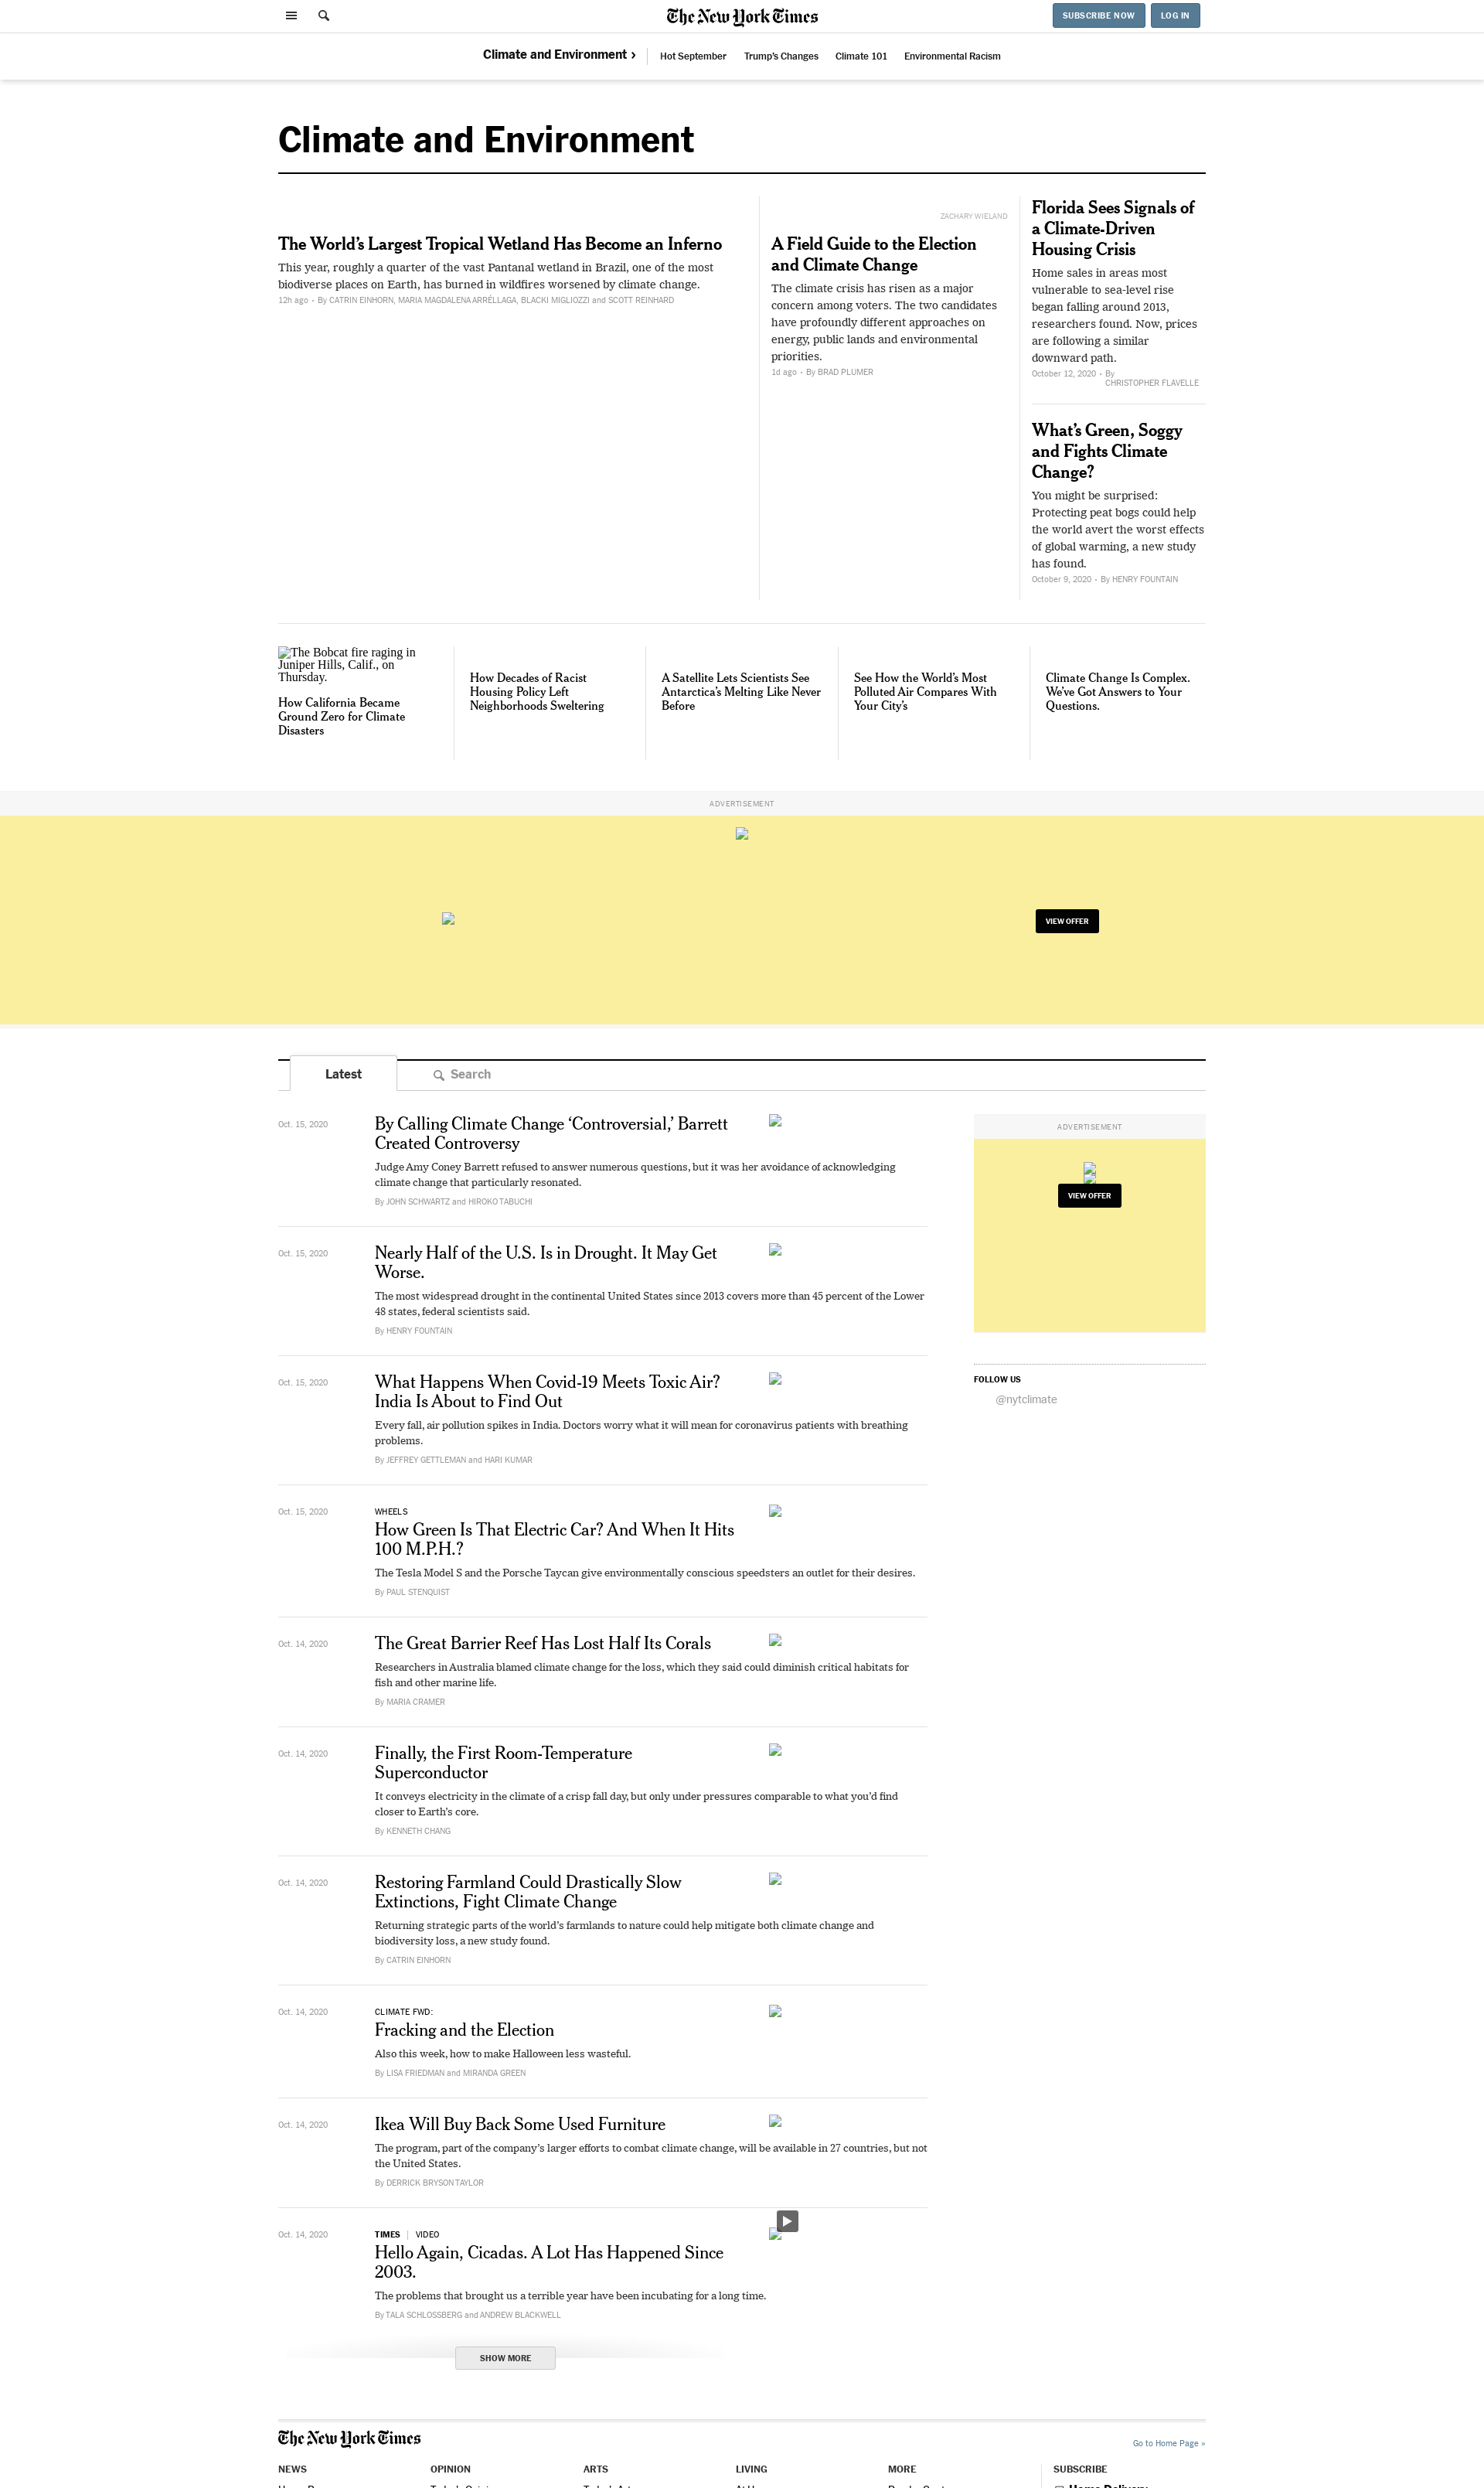 The New York Times
SUBSCRIBE NOW
LOG IN
Climate and Environment ›
Hot September
Trump's Changes
Climate 101
Environmental Racism
Climate and Environment
The World's Largest Tropical Wetland Has Become an Inferno
This year, roughly a quarter of the vast Pantanal wetland in Brazil, one of the most
biodiverse places on Earth, has burned in wildfires worsened by climate change.
12h ago • By CATRIN EINHORN, MARIA MAGDALENA ARRÉLLAGA, BLACKI MIGLIOZZI and SCOTT REINHARD
ZACHARY WIELAND
A Field Guide to the Election
and Climate Change
The climate crisis has risen as a major
concern among voters. The two candidates
have profoundly different approaches on
energy, public lands and environmental
priorities.
1d ago • By BRAD PLUMER
Florida Sees Signals of
a Climate-Driven
Housing Crisis
Home sales in areas most
vulnerable to sea-level rise
began falling around 2013,
researchers found. Now, prices
are following a similar
downward path.
October 12, 2020 • By
CHRISTOPHER FLAVELLE
What's Green, Soggy
and Fights Climate
Change?
You might be surprised:
Protecting peat bogs could help
the world avert the worst effects
of global warming, a new study
has found.
October 9, 2020 • By HENRY FOUNTAIN
The Bobcat fire raging in
Juniper Hills, Calif., on
Thursday.
How California Became
Ground Zero for Climate
Disasters
How Decades of Racist
Housing Policy Left
Neighborhoods Sweltering
A Satellite Lets Scientists See
Antarctica's Melting Like Never
Before
See How the World's Most
Polluted Air Compares With
Your City's
Climate Change Is Complex.
We've Got Answers to Your
Questions.
ADVERTISEMENT
VIEW OFFER
Latest
Search
Oct. 15, 2020
By Calling Climate Change 'Controversial,' Barrett
Created Controversy
Judge Amy Coney Barrett refused to answer numerous questions, but it was her avoidance of acknowledging
climate change that particularly resonated.
By JOHN SCHWARTZ and HIROKO TABUCHI
ADVERTISEMENT
VIEW OFFER
FOLLOW US
@nytclimate
Oct. 15, 2020
Nearly Half of the U.S. Is in Drought. It May Get
Worse.
The most widespread drought in the continental United States since 2013 covers more than 45 percent of the Lower
48 states, federal scientists said.
By HENRY FOUNTAIN
Oct. 15, 2020
What Happens When Covid-19 Meets Toxic Air?
India Is About to Find Out
Every fall, air pollution spikes in India. Doctors worry what it will mean for coronavirus patients with breathing
problems.
By JEFFREY GETTLEMAN and HARI KUMAR
Oct. 15, 2020
WHEELS
How Green Is That Electric Car? And When It Hits
100 M.P.H.?
The Tesla Model S and the Porsche Taycan give environmentally conscious speedsters an outlet for their desires.
By PAUL STENQUIST
Oct. 14, 2020
The Great Barrier Reef Has Lost Half Its Corals
Researchers in Australia blamed climate change for the loss, which they said could diminish critical habitats for
fish and other marine life.
By MARIA CRAMER
Oct. 14, 2020
Finally, the First Room-Temperature
Superconductor
It conveys electricity in the climate of a crisp fall day, but only under pressures comparable to what you'd find
closer to Earth's core.
By KENNETH CHANG
Oct. 14, 2020
Restoring Farmland Could Drastically Slow
Extinctions, Fight Climate Change
Returning strategic parts of the world's farmlands to nature could help mitigate both climate change and
biodiversity loss, a new study found.
By CATRIN EINHORN
Oct. 14, 2020
CLIMATE FWD:
Fracking and the Election
Also this week, how to make Halloween less wasteful.
By LISA FRIEDMAN and MIRANDA GREEN
Oct. 14, 2020
Ikea Will Buy Back Some Used Furniture
The program, part of the company's larger efforts to combat climate change, will be available in 27 countries, but not
the United States.
By DERRICK BRYSON TAYLOR
Oct. 14, 2020
TIMES | VIDEO
Hello Again, Cicadas. A Lot Has Happened Since
2003.
The problems that brought us a terrible year have been incubating for a long time.
By TALA SCHLOSSBERG and ANDREW BLACKWELL
SHOW MORE
The New York Times
Go to Home Page »
NEWS
OPINION
ARTS
LIVING
MORE
SUBSCRIBE